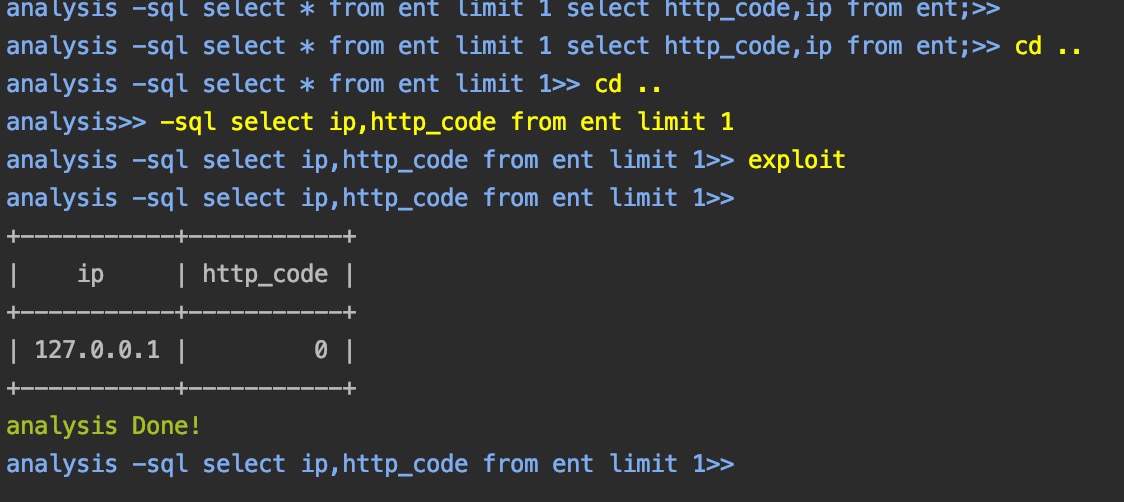 analysis -sql select * from ent limit 1 select http_code,ip from ent;>>
analysis -sql select * from ent limit 1 select http_code,ip from ent;>> cd ..
analysis -sql select * from ent limit 1>> cd ..
analysis>> -sql select ip,http_code from ent limit 1
analysis -sql select ip,http_code from ent limit 1>> exploit
analysis -sql select ip,http_code from ent limit 1>>
+-----------+-----------+
|    ip     | http_code |
+-----------+-----------+
| 127.0.0.1 |         0 |
+-----------+-----------+
analysis Done!
analysis -sql select ip,http_code from ent limit 1>>